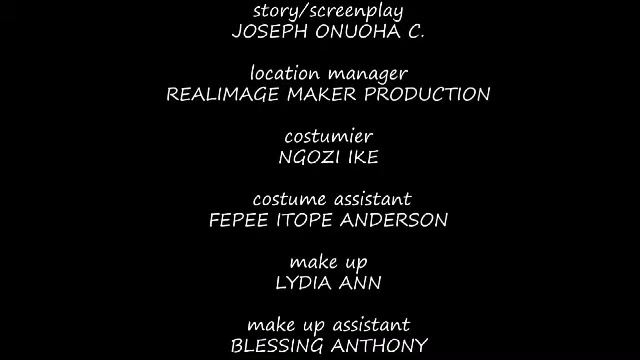 story/screenplay
JOSEPH ONUOHA C.
location manager
REALIMAGE MAKER PRODUCTION
costumier
NGOZI IKE
costume assistant
FEPEE ITOPE ANDERSON
make up
LYDIA ANN
make up assistant
BLESSING ANTHONY